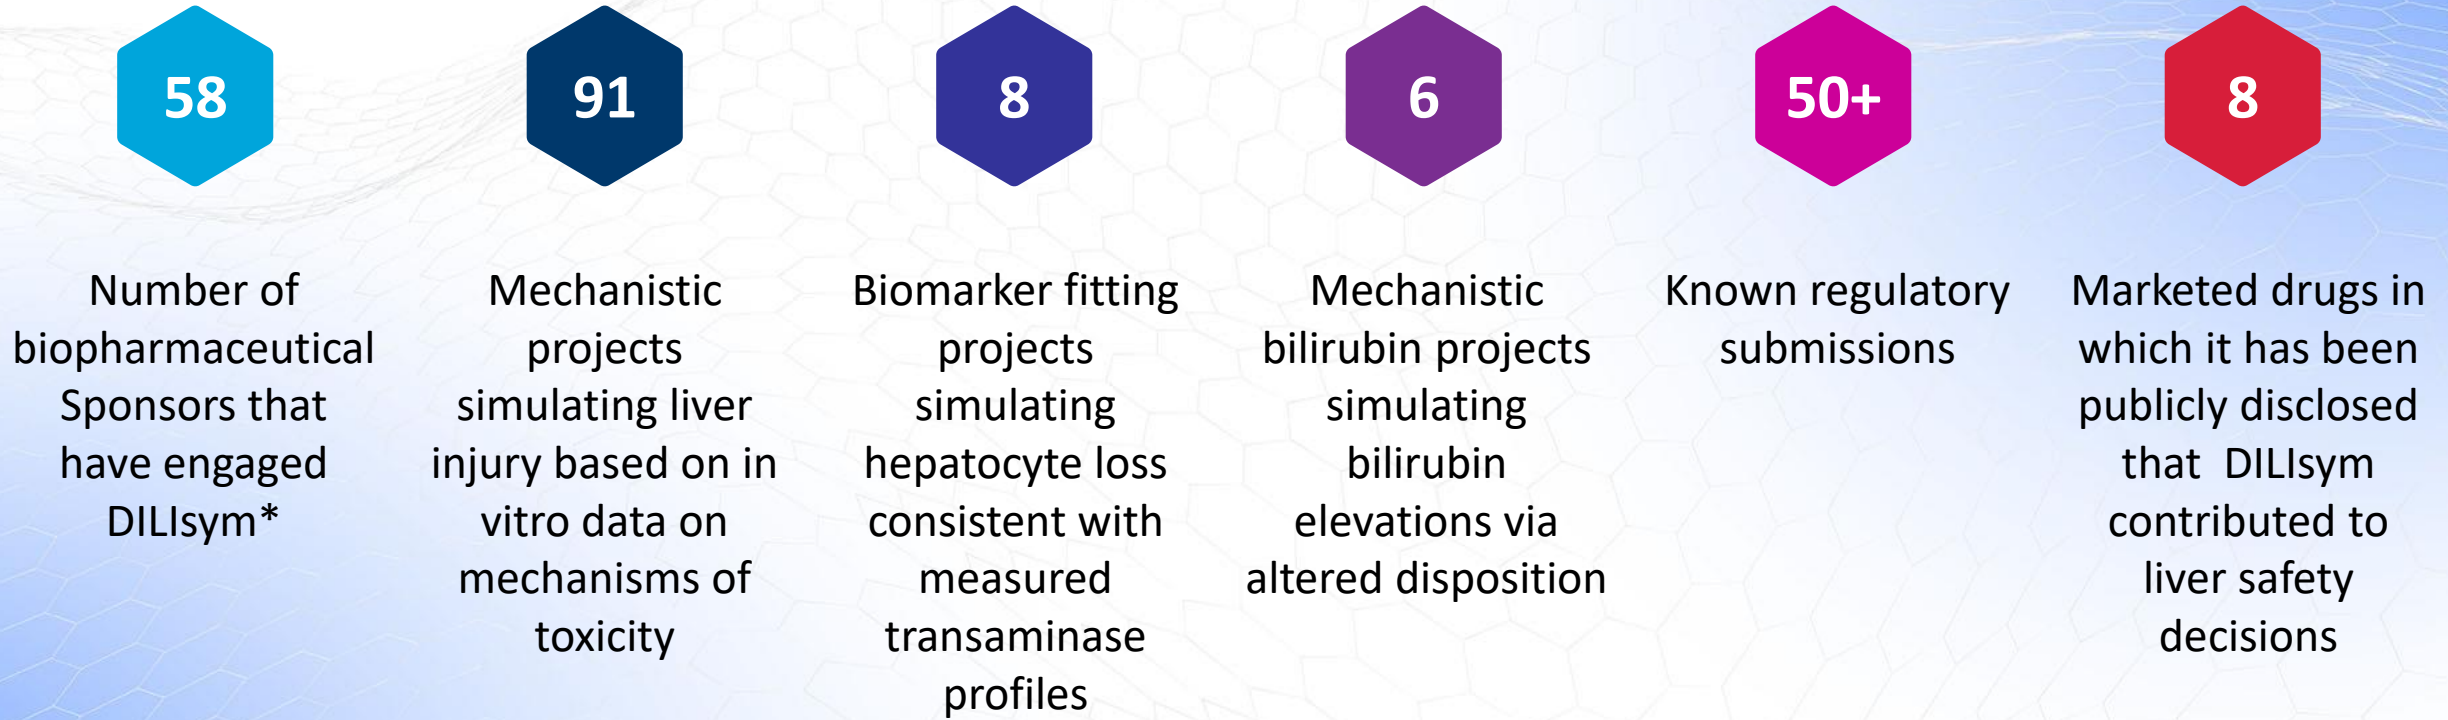 58
Number of
biopharmaceutical
Sponsors that
have engaged
DILIsym*
91
Mechanistic
projects
simulating liver
injury based on in
vitro data on
mechanisms of
toxicity
8
Biomarker fitting
projects
simulating
hepatocyte loss
consistent with
measured
transaminase
profiles
6
Mechanistic
bilirubin projects
simulating
bilirubin
elevations via
altered disposition
50+
Known regulatory
submissions
8
Marketed drugs in
which it has been
publicly disclosed
that  DILIsym
contributed to
liver safety
decisions